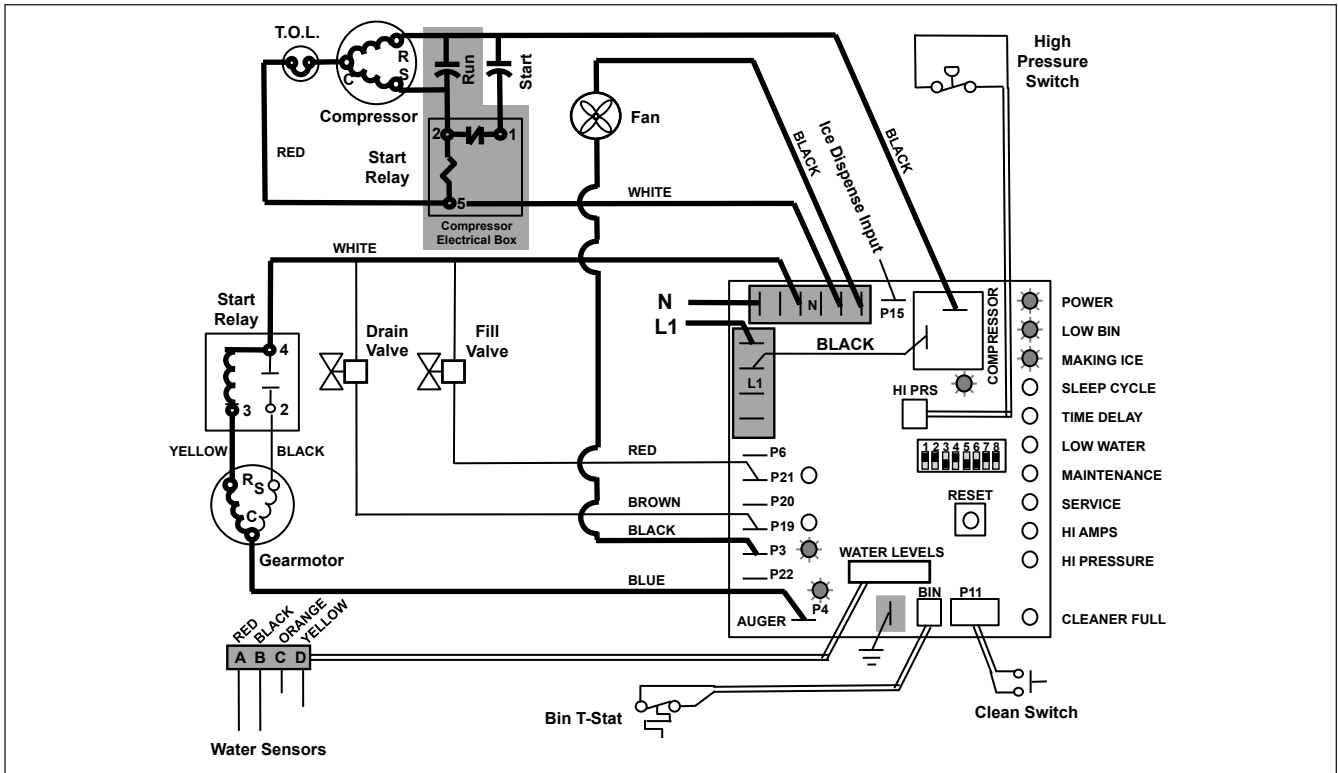 T.O.L.
R
C
S
Compressor
Run
Start
RED
2
1
Start
Relay
5
Compressor
Electrical Box
WHITE
Fan
BLACK
Ice Dispense Input
BLACK
High
Pressure
Switch
WHITE
Start
Relay
4
3
2
YELLOW
BLACK
R
S
C
Gearmotor
Drain
Valve
Fill
Valve
N
L1
N
P15
L1
BLACK
COMPRESSOR
HI PRS
POWER
LOW BIN
MAKING ICE
SLEEP CYCLE
TIME DELAY
LOW WATER
MAINTENANCE
SERVICE
HI AMPS
HI PRESSURE
CLEANER FULL
1 2 3 4 5 6 7 8
RESET
RED
BROWN
BLACK
BLUE
P6
P21
P20
P19
P3
P22
P4
AUGER
WATER LEVELS
BIN
P11
RED
BLACK
ORANGE
YELLOW
A B C D
Water Sensors
Bin T-Stat
Clean Switch